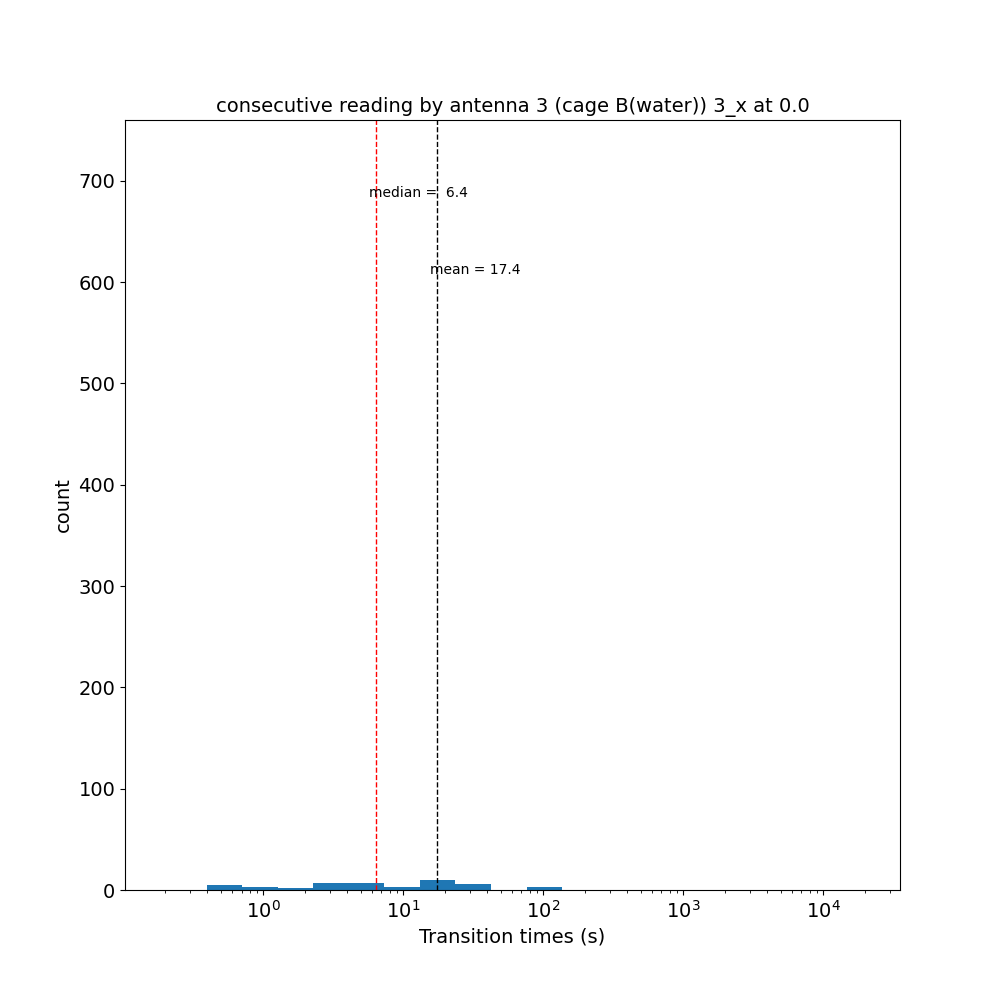 consecutive reading by antenna 3 (cage B(water)) 3_x at 0.0
700
median =  6.4
mean = 17.4
600
500
400
count
300
200
100
0
10^0 10^1 10^2 10^3 10^4
Transition times (s)